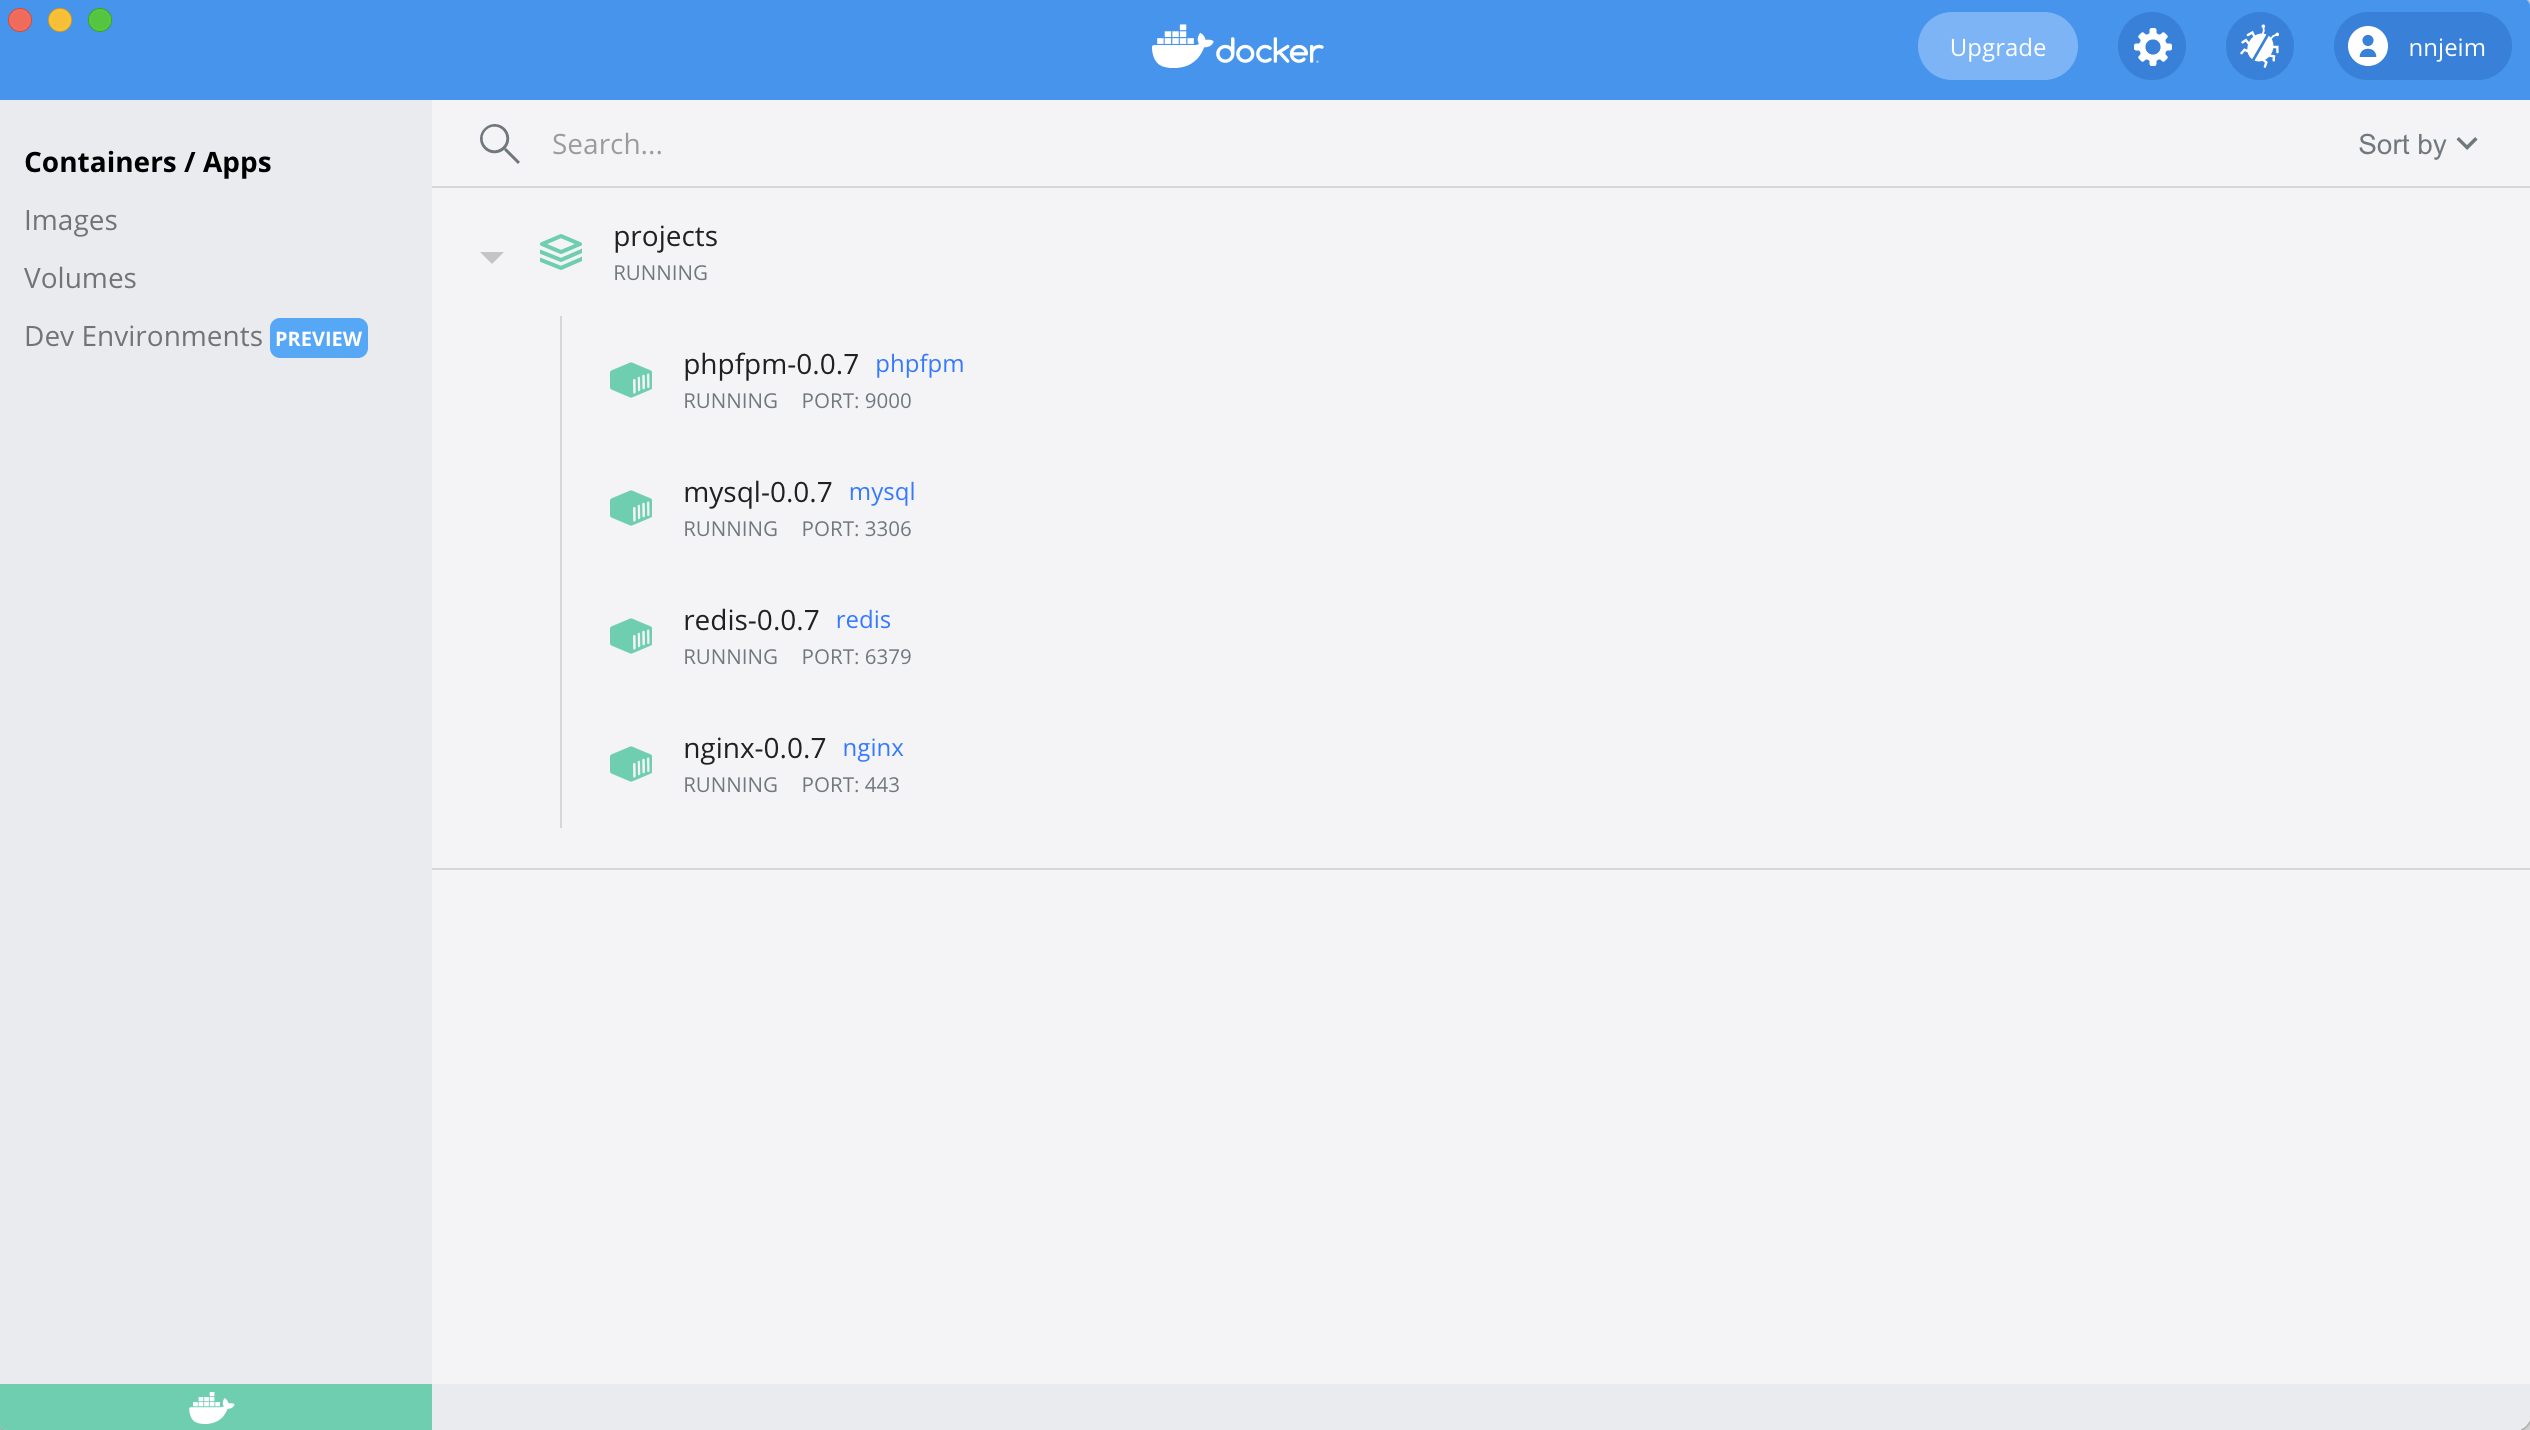 docker
Upgrade
nnjeim
Containers / Apps
Images
Volumes
Dev Environments PREVIEW
Search...
Sort by
projects
RUNNING
phpfpm-0.0.7 phpfpm
RUNNING PORT: 9000
mysql-0.0.7 mysql
RUNNING PORT: 3306
redis-0.0.7 redis
RUNNING PORT: 6379
nginx-0.0.7 nginx
RUNNING PORT: 443